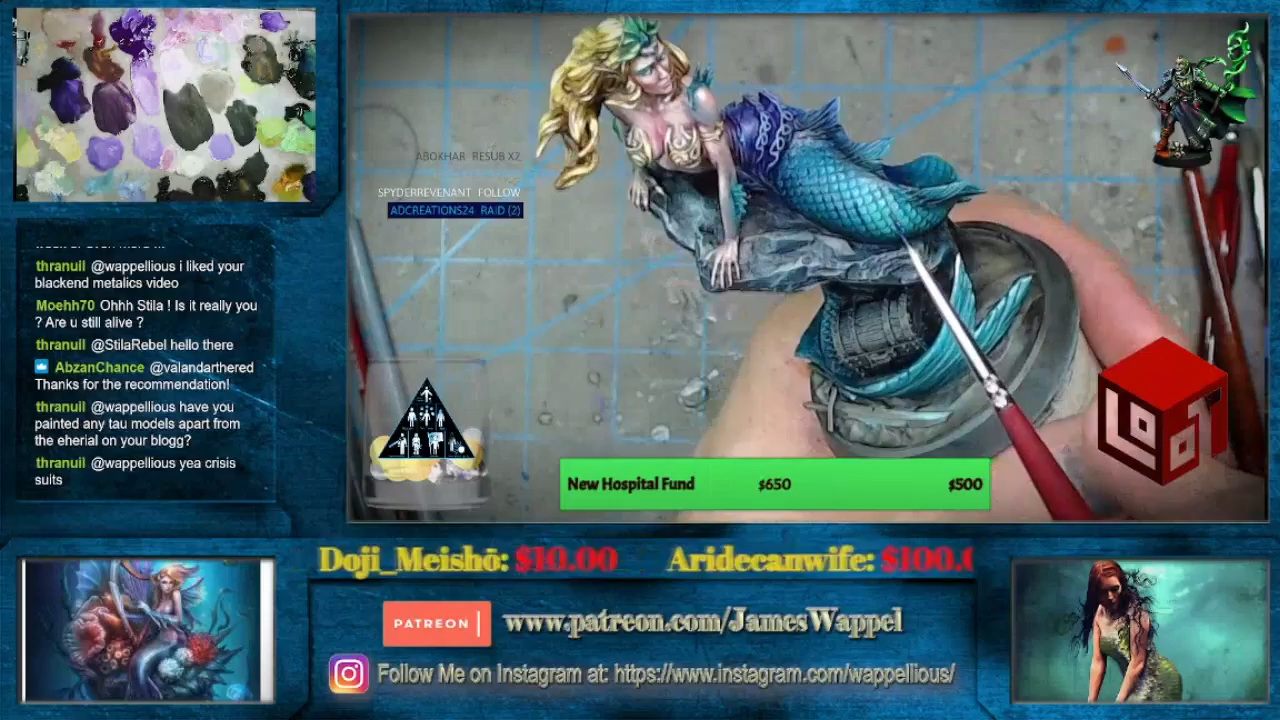 ABOKHAR RESUB X2
SPYDERREVENANT FOLLOW
ADCREATIONS24 RAID (2)
thranuil @wappellious i liked your
blackend metalics video
Moehh70 Ohhh Stila ! Is it really you
? Are u still alive ?
thranuil @StilaRebel hello there
AbzanChance @valandarthered
Thanks for the recommendation!
thranuil @wappellious have you
painted any tau models apart from
the eherial on your blogg?
thranuil @wappellious yea crisis
suits
LOOT
New Hospital Fund $650 $500
Doji_Meishō: $10.00 Aridecanwife: $100.0
PATREON www.patreon.com/JamesWappel
Follow Me on Instagram at: https://www.instagram.com/wappellious/